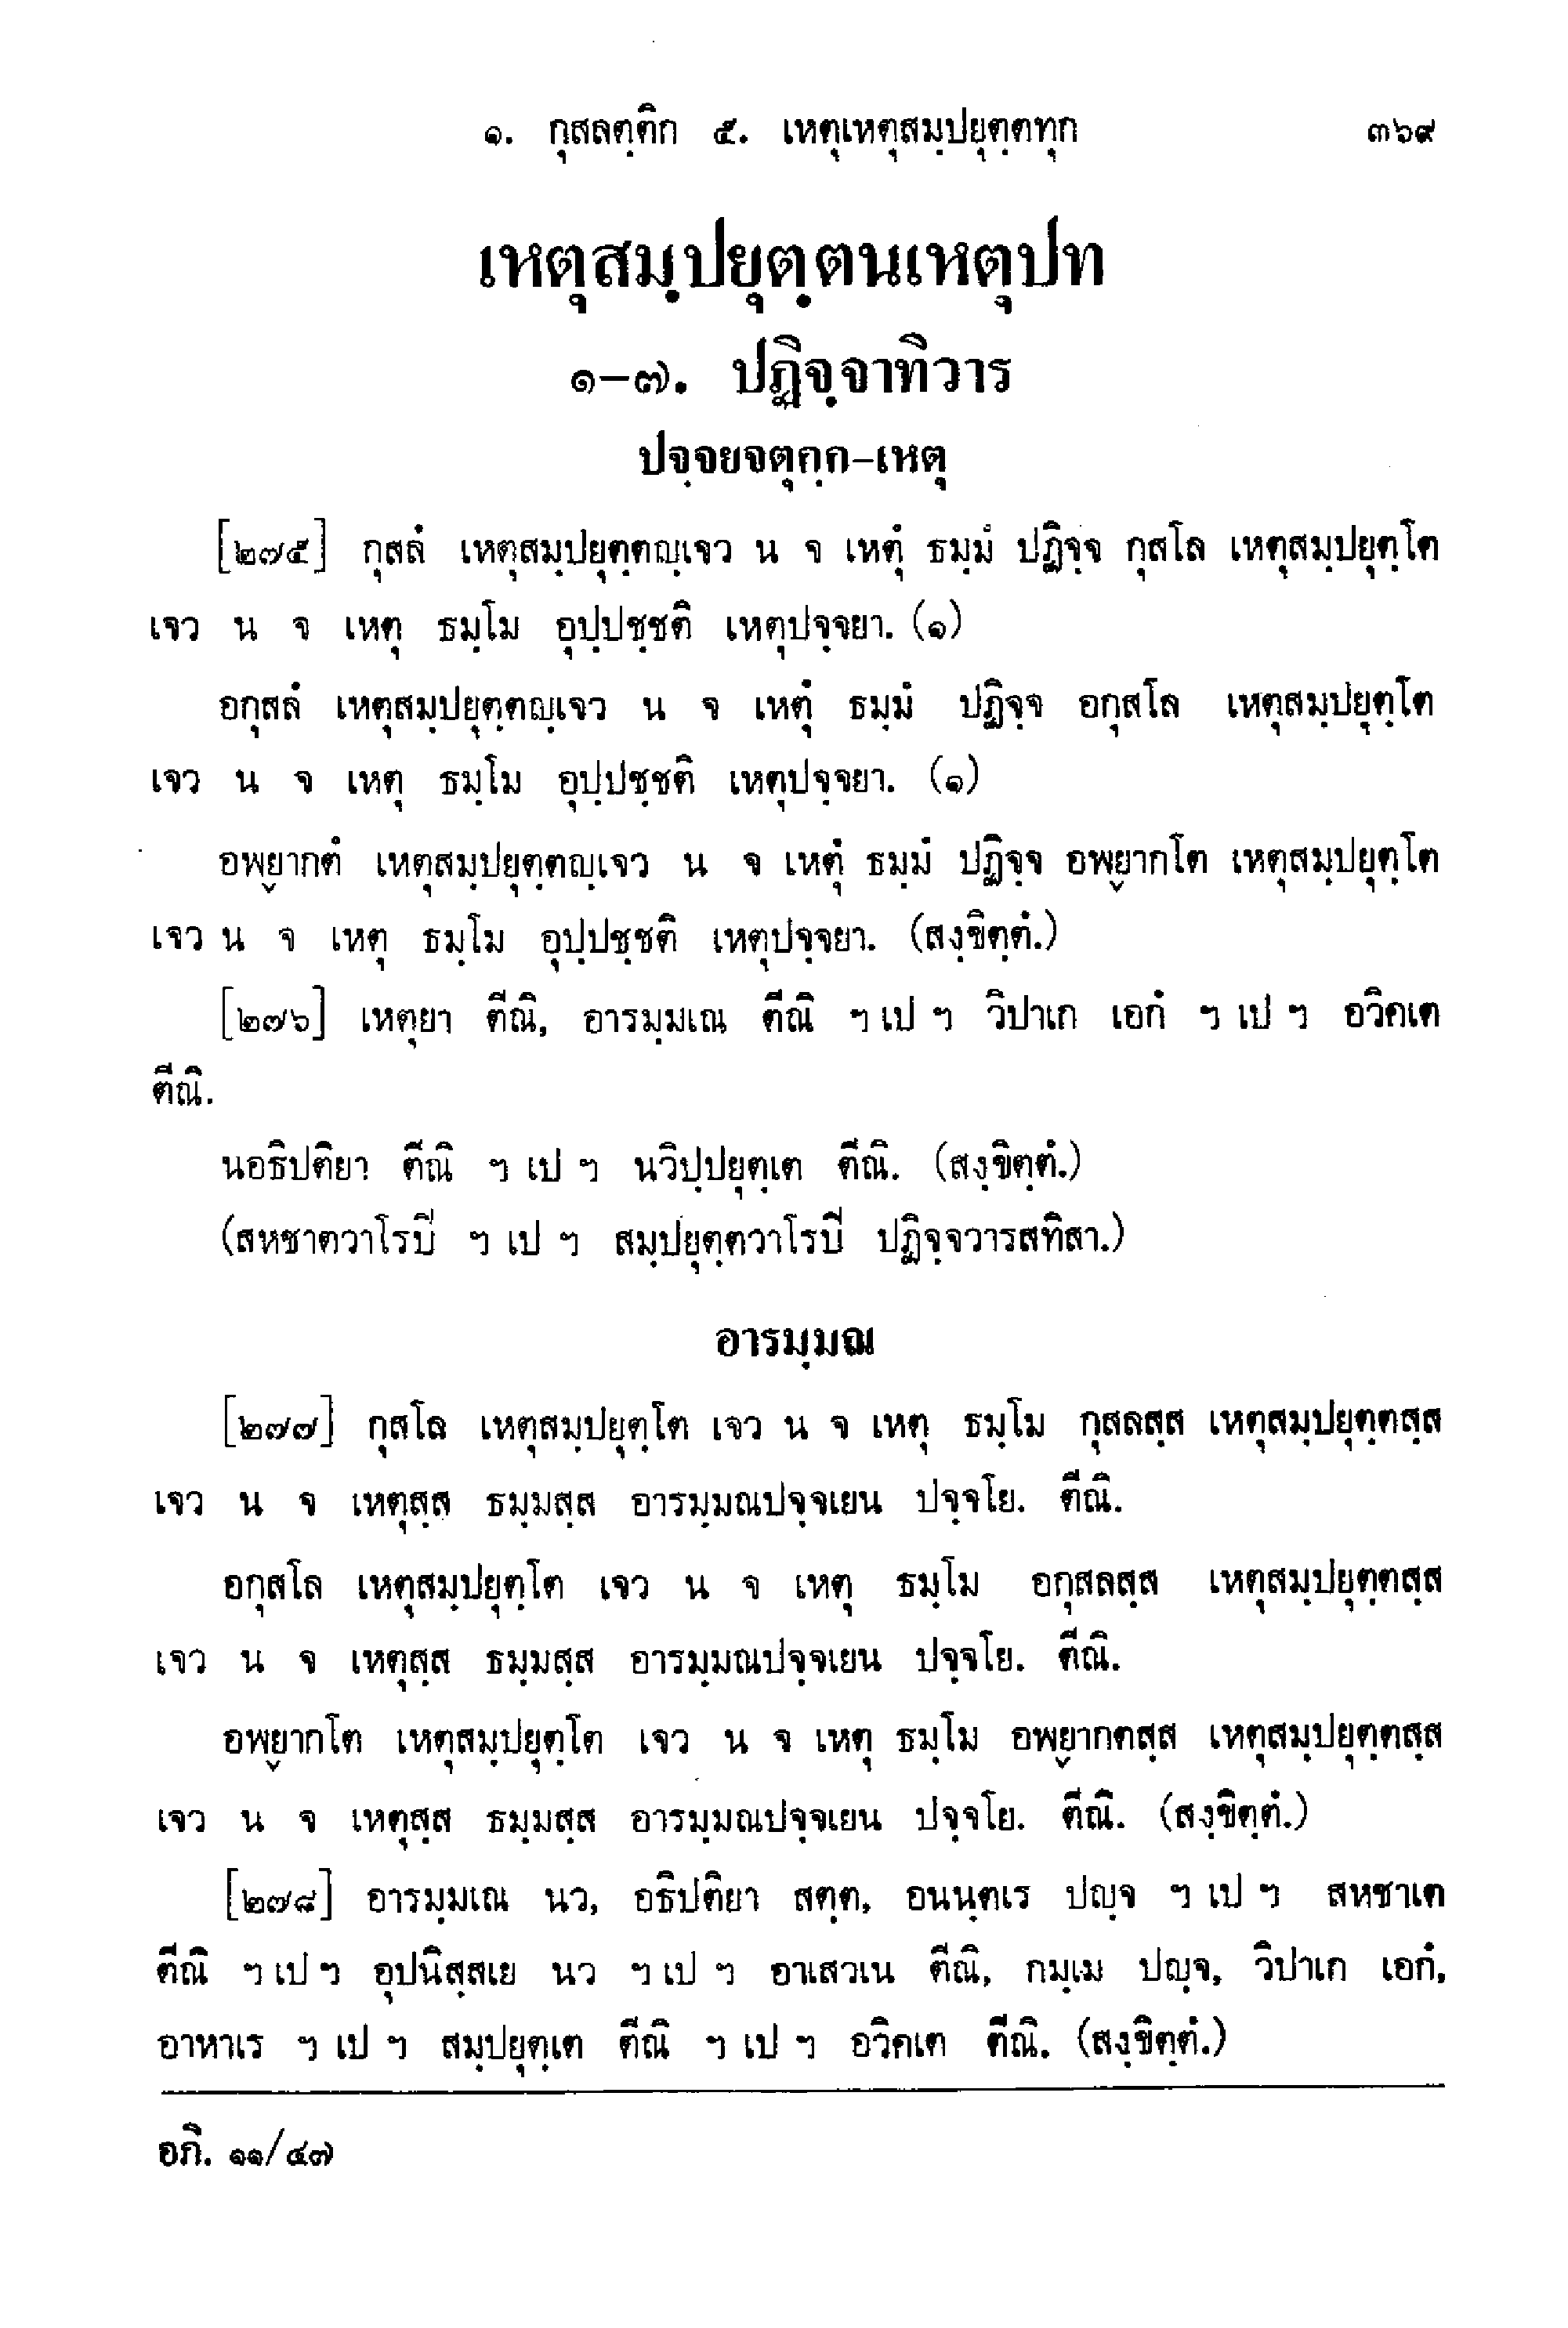 ๑. กุสลตฺติก ๕. เหตุเหตุสมฺปยุตฺตทุก ๓๖๙
เหตุสมฺปยุตฺตนเหตุปท
๑-๗. ปฏิจฺจาทิวาร
ปจฺจยจตุกฺก-เหตุ
[๒๗๕] กุสลํ เหตุสมฺปยุตฺตญฺเจว น จ เหตุํ ธมฺมํ ปฏิจฺจ กุสโล เหตุสมฺปยุตฺโต
เจว น จ เหตุ ธมฺโม อุปฺปชฺชติ เหตุปจฺจยา. (๑)
อกุสลํ เหตุสมฺปยุตฺตญฺเจว น จ เหตุํ ธมฺมํ ปฏิจฺจ อกุสโล เหตุสมฺปยุตฺโต
เจว น จ เหตุ ธมฺโม อุปฺปชฺชติ เหตุปจฺจยา. (๑)
อพฺยากตํ เหตุสมฺปยุตฺตญฺเจว น จ เหตุํ ธมฺมํ ปฏิจฺจ อพฺยากโต เหตุสมฺปยุตฺโต
เจว น จ เหตุ ธมฺโม อุปฺปชฺชติ เหตุปจฺจยา. (สงฺขิตฺตํ.)
[๒๗๖] เหตุยา ตีณิ, อารมฺมเณ ตีณิ ฯ เป ฯ วิปาเก เอกํ ฯ เป ฯ อวิคเต
ตีณิ.
นอธิปติยา ตีณิ ฯ เป ฯ นวิปฺปยุตฺเต ตีณิ. (สงฺขิตฺตํ.)
(สหชาตวาโรปิ ฯ เป ฯ สมฺปยุตฺตวาโรปิ ปฏิจฺจวารสทิสา.)
อารมฺมณ
[๒๗๗] กุสโล เหตุสมฺปยุตฺโต เจว น จ เหตุ ธมฺโม กุสลสฺส เหตุสมฺปยุตฺตสฺส
เจว น จ เหตุสฺส ธมฺมสฺส อารมฺมณปจฺจเยน ปจฺจโย. ตีณิ.
อกุสโล เหตุสมฺปยุตฺโต เจว น จ เหตุ ธมฺโม อกุสลสฺส เหตุสมฺปยุตฺตสฺส
เจว น จ เหตุสฺส ธมฺมสฺส อารมฺมณปจฺจเยน ปจฺจโย. ตีณิ.
อพฺยากโต เหตุสมฺปยุตฺโต เจว น จ เหตุ ธมฺโม อพฺยากตสฺส เหตุสมฺปยุตฺตสฺส
เจว น จ เหตุสฺส ธมฺมสฺส อารมฺมณปจฺจเยน ปจฺจโย. ตีณิ. (สงฺขิตฺตํ.)
[๒๗๘] อารมฺมเณ นว, อธิปติยา สตฺต, อนนฺตเร ปญฺจ ฯ เป ฯ สหชาเต
ตีณิ ฯ เป ฯ อุปนิสฺสเย นว ฯ เป ฯ อาเสวเน ตีณิ, กมฺเม ปญฺจ, วิปาเก เอกํ,
อาหาเร ฯ เป ฯ สมฺปยุตฺเต ตีณิ ฯ เป ฯ อวิคเต ตีณิ. (สงฺขิตฺตํ.)
อภิ. ๑๑/๔๗